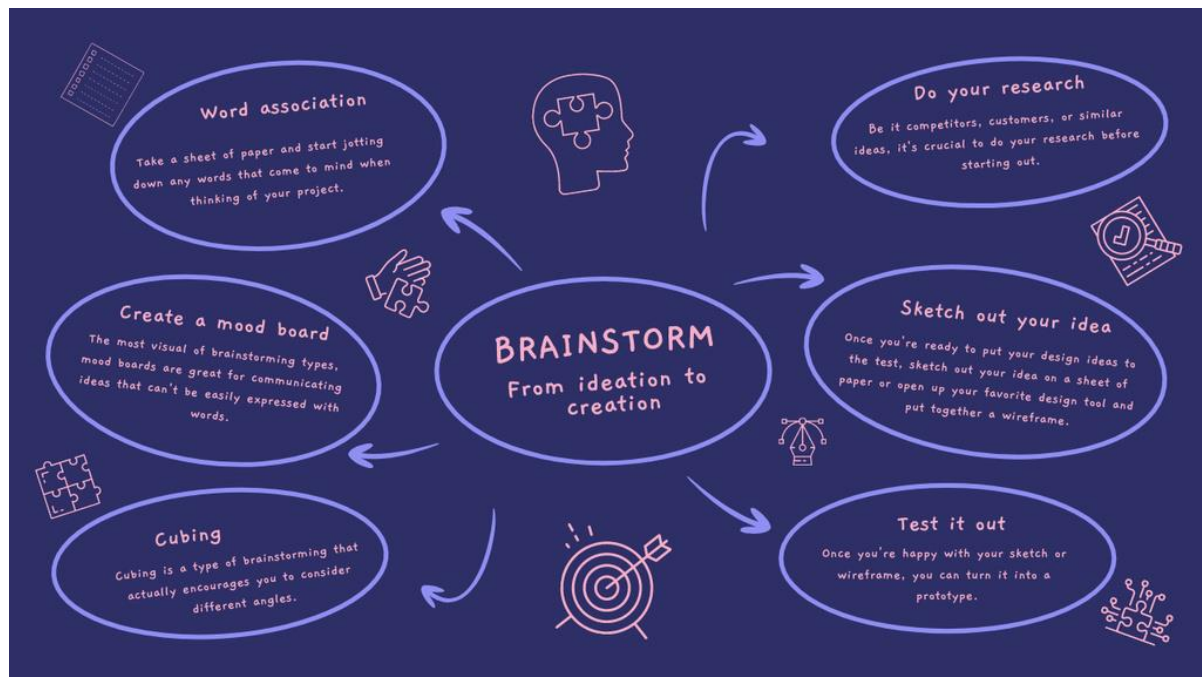 Word association
Take a sheet of paper and start jotting
down any words that come to mind when
thinking of your project.
Create a mood board
The most visual of brainstorming types,
mood boards are great for communicating
ideas that can't be easily expressed with
words.
Cubing
Cubing is a type of brainstorming that
actually encourages you to consider
different angles.
BRAINSTORM
From ideation to
creation
Do your research
Be it competitors, customers, or similar
ideas, it's crucial to do your research before
starting out.
Sketch out your idea
Once you're ready to put your design ideas to
the test, sketch out your idea on a sheet of
paper or open up your favorite design tool and
put together a wireframe.
Test it out
Once you're happy with your sketch or
wireframe, you can turn it into a
prototype.